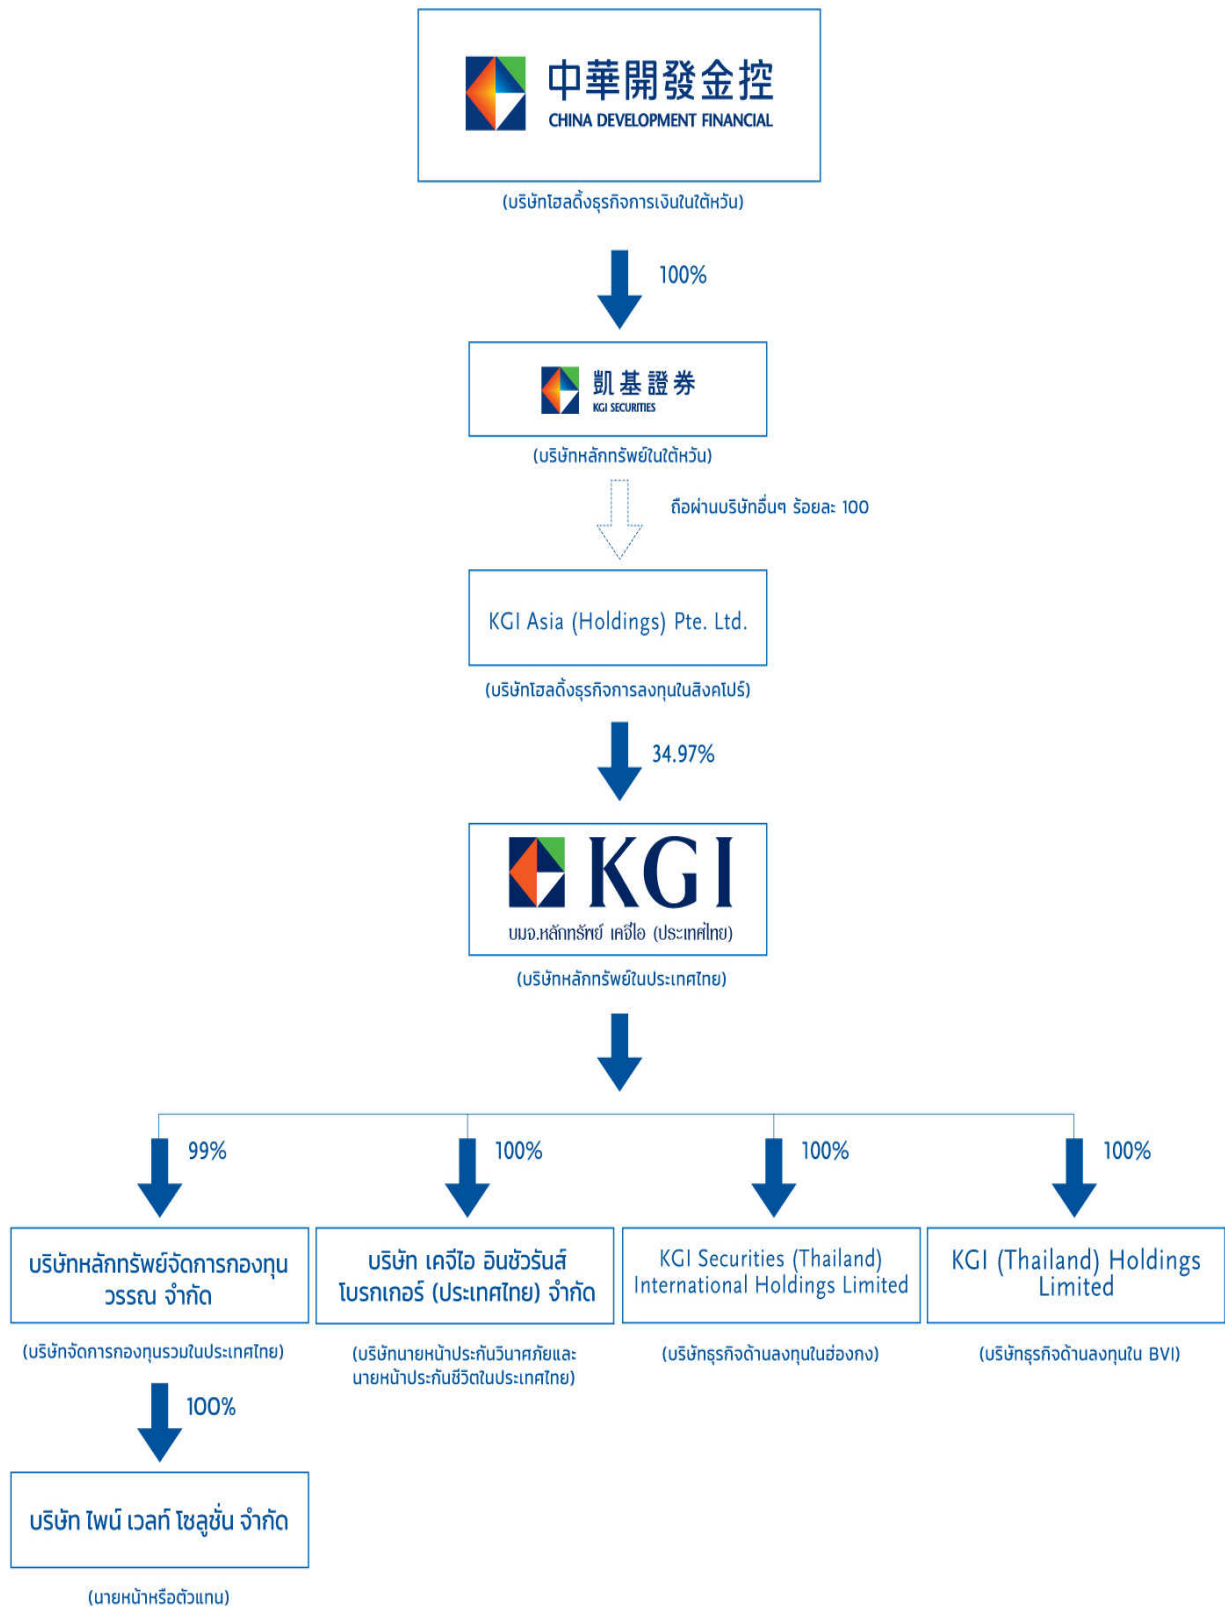 中華開發金控
CHINA DEVELOPMENT FINANCIAL
(บริษัทโฮลดิ้งธุรกิจการเงินในใต้หวัน)
100%
凱基證券
KGI SECURITIES
(บริษัทหลักทรัพย์ในใต้หวัน)
ถือผ่านบริษัทอื่นๆ ร้อยละ 100
KGI Asia (Holdings) Pte. Ltd.
(บริษัทโฮลดิ้งธุรกิจการลงทุนในสิงคโปร์)
34.97%
KGI
บมจ.หลักทรัพย์ เคจีไอ (ประเทศไทย)
(บริษัทหลักทรัพย์ในประเทศไทย)
99%
100%
100%
100%
บริษัทหลักทรัพย์จัดการกองทุน
วรรณ จำกัด
(บริษัทจัดการกองทุนรวมในประเทศไทย)
บริษัท เคจีไอ อินชัวรันส์
โบรกเกอร์ (ประเทศไทย) จำกัด
(บริษัทนายหน้าประกันวินาศภัยและ
นายหน้าประกันชีวิตในประเทศไทย)
KGI Securities (Thailand)
International Holdings Limited
(บริษัทธุรกิจด้านลงทุนในฮ่องกง)
KGI (Thailand) Holdings
Limited
(บริษัทธุรกิจด้านลงทุนใน BVI)
100%
บริษัท ไพน์ เวลท์ โซลูชั่น จำกัด
(นายหน้าหรือตัวแทน)